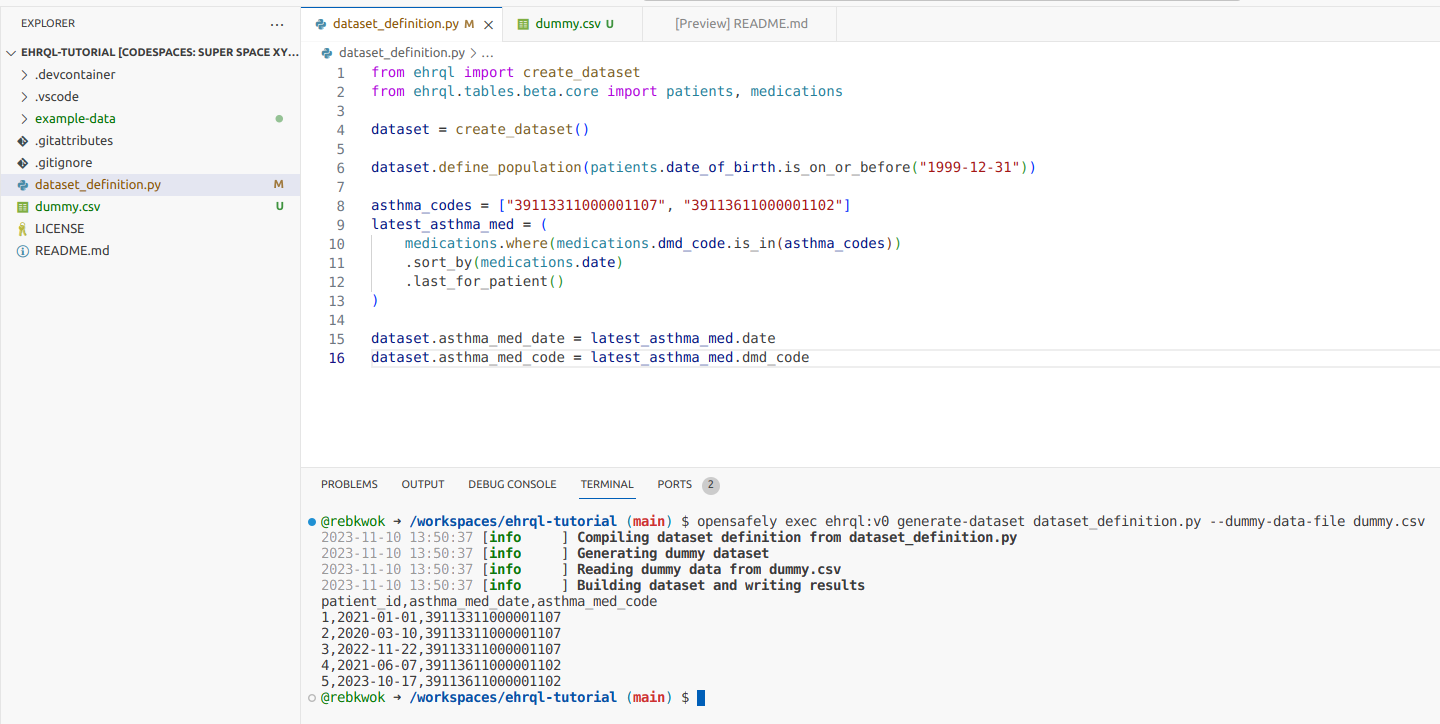 EXPLORER ...
EHRQL-TUTORIAL [CODESPACES: SUPER SPACE XY...
.devcontainer
.vscode
example-data
.gitattributes
.gitignore
dataset_definition.py M
dummy.csv U
LICENSE
README.md
dataset_definition.py M dummy.csv U [Preview] README.md
dataset_definition.py > ...
1 from ehrql import create_dataset
2 from ehrql.tables.beta.core import patients, medications
3
4 dataset = create_dataset()
5
6 dataset.define_population(patients.date_of_birth.is_on_or_before("1999-12-31"))
7
8 asthma_codes = ["39113311000001107", "39113611000001102"]
9 latest_asthma_med = (
10     medications.where(medications.dmd_code.is_in(asthma_codes))
11     .sort_by(medications.date)
12     .last_for_patient()
13 )
14
15 dataset.asthma_med_date = latest_asthma_med.date
16 dataset.asthma_med_code = latest_asthma_med.dmd_code
PROBLEMS OUTPUT DEBUG CONSOLE TERMINAL PORTS 2
@rebkwok ➜ /workspaces/ehrql-tutorial (main) $ opensafely exec ehrql:v0 generate-dataset dataset_definition.py --dummy-data-file dummy.csv
2023-11-10 13:50:37 [info     ] Compiling dataset definition from dataset_definition.py
2023-11-10 13:50:37 [info     ] Generating dummy dataset
2023-11-10 13:50:37 [info     ] Reading dummy data from dummy.csv
2023-11-10 13:50:37 [info     ] Building dataset and writing results
patient_id,asthma_med_date,asthma_med_code
1,2021-01-01,39113311000001107
2,2020-03-10,39113311000001107
3,2022-11-22,39113311000001107
4,2021-06-07,39113611000001102
5,2023-10-17,39113611000001102
@rebkwok ➜ /workspaces/ehrql-tutorial (main) $